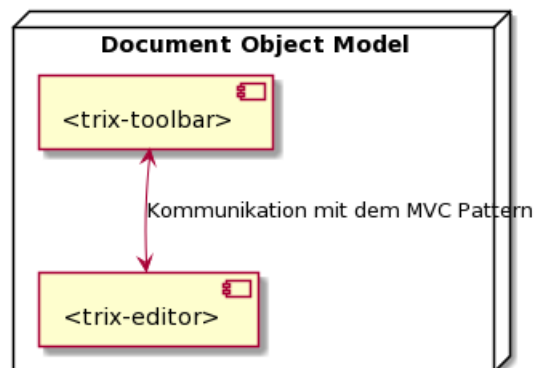 Document Object Model
<trix-toolbar>
Kommunikation mit dem MVC Pattern
<trix-editor>